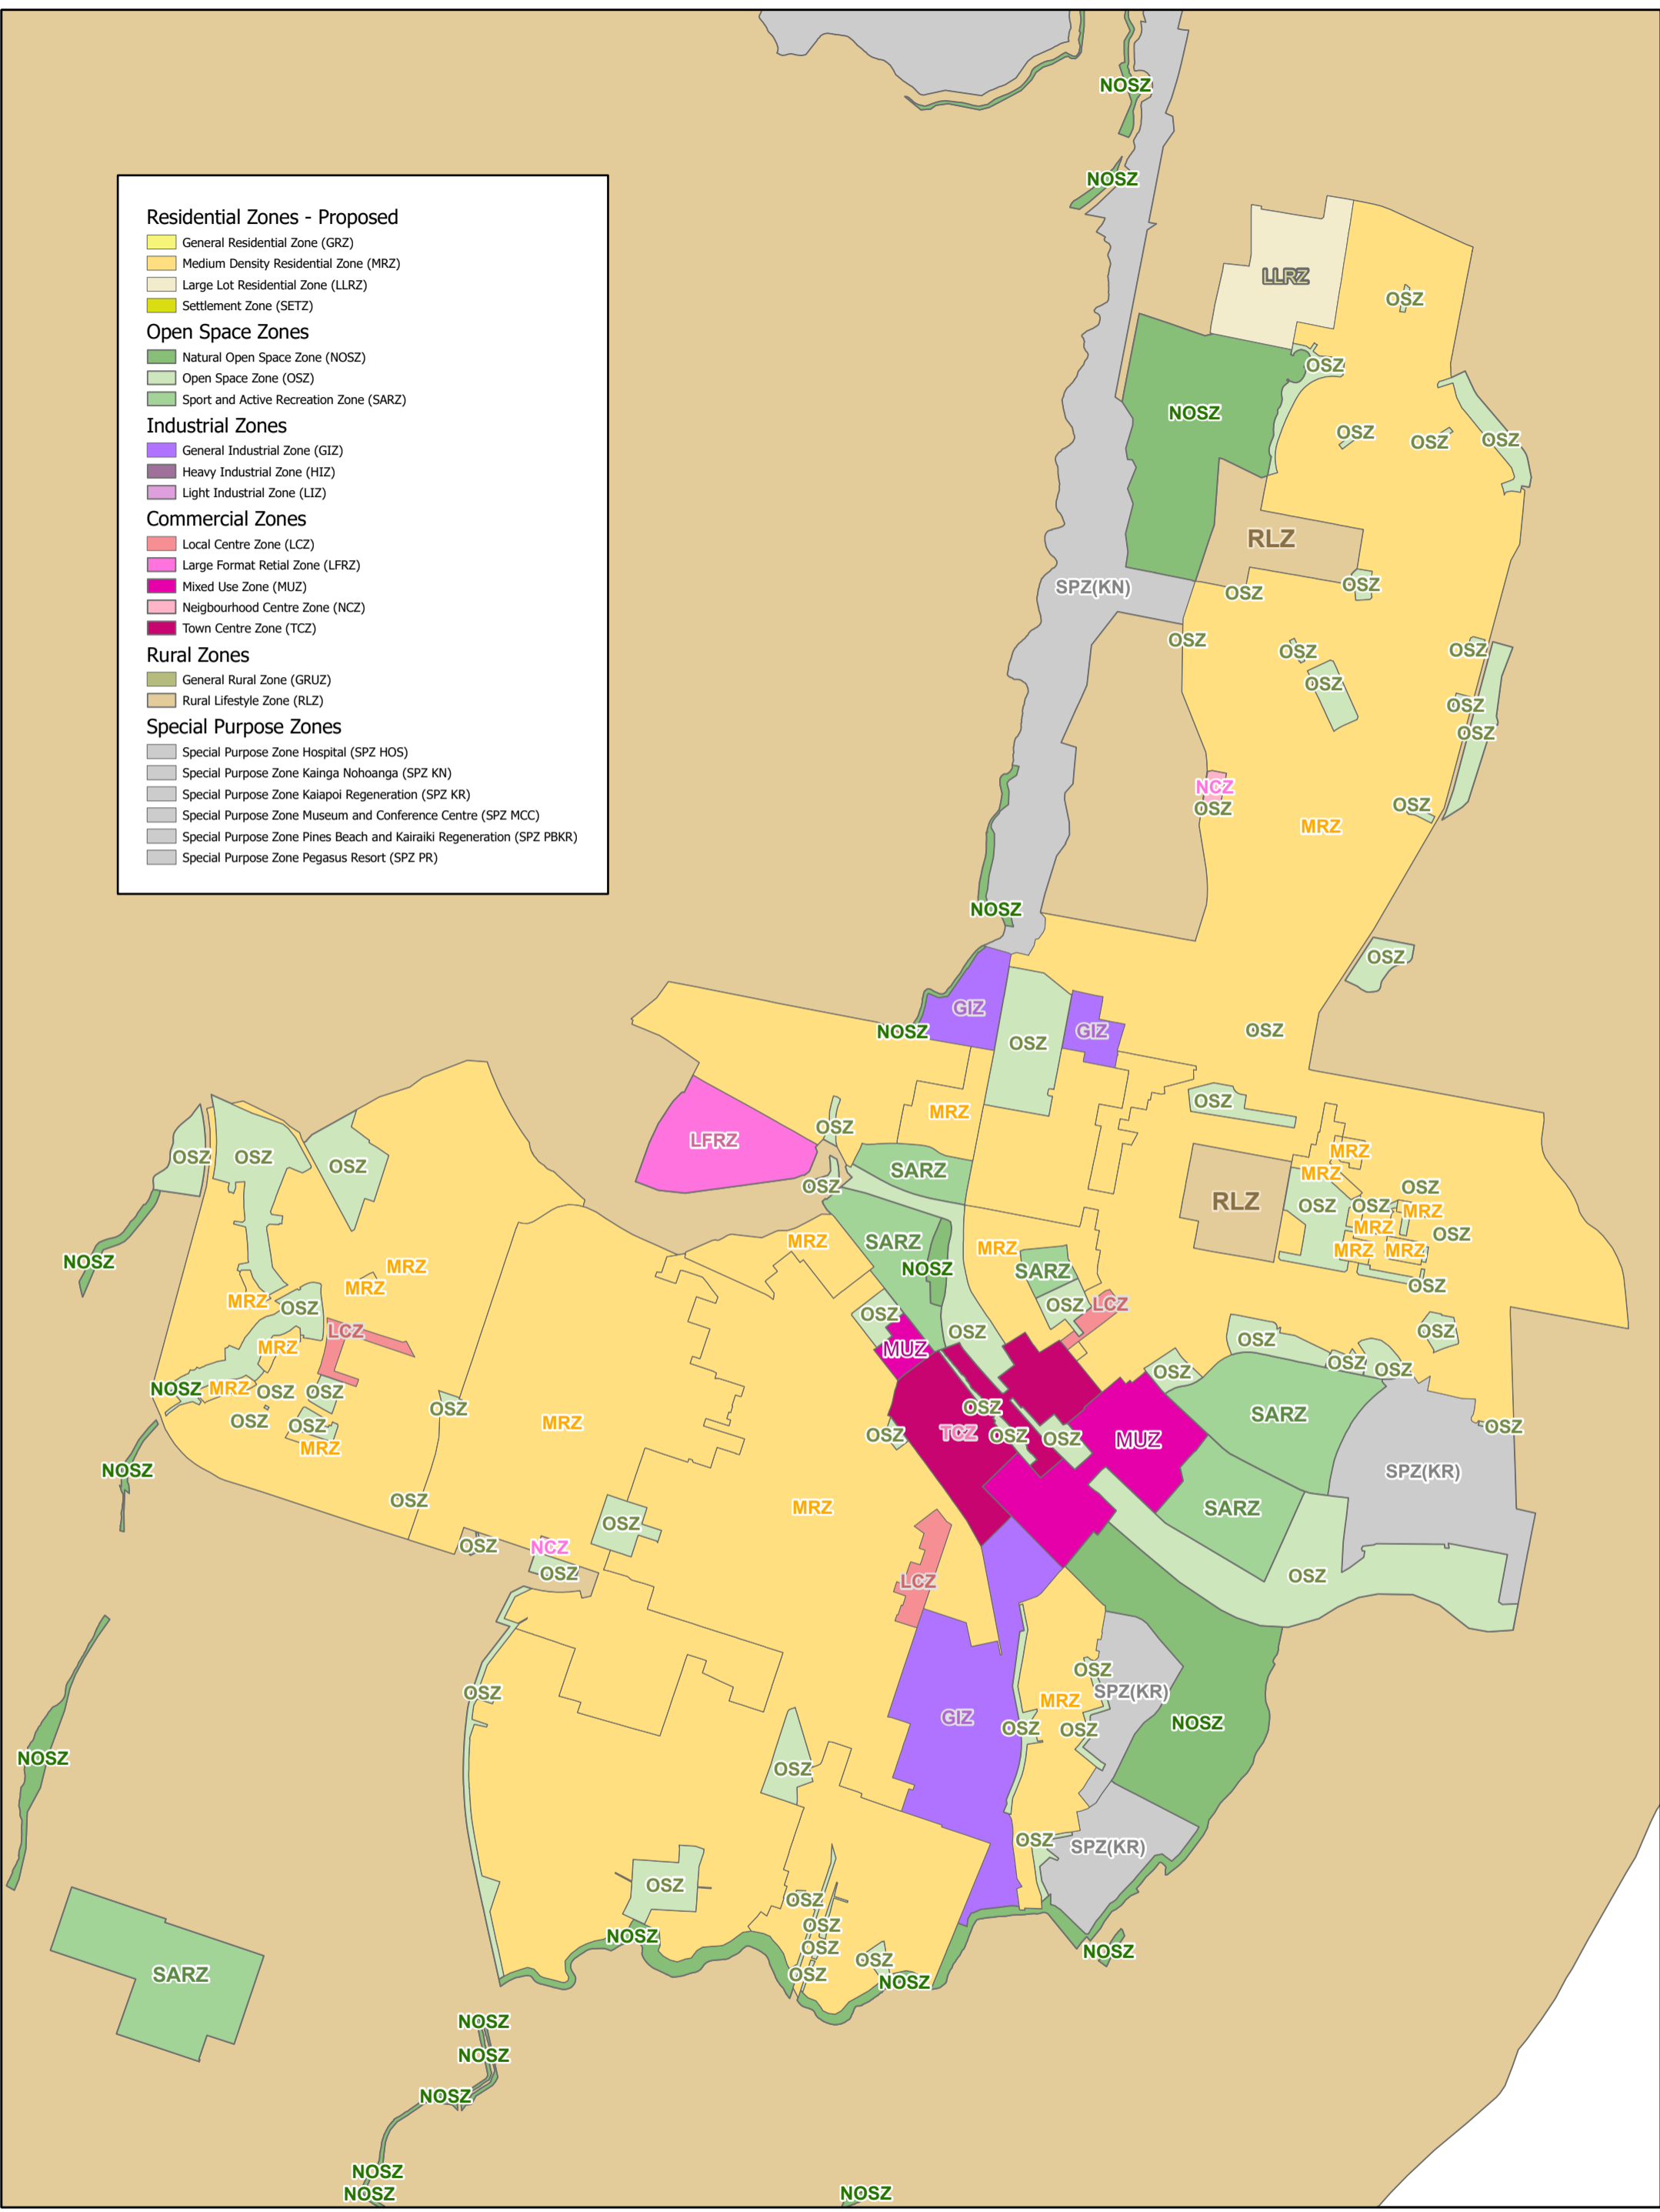 NOSZ
NOSZ
Residential Zones - Proposed
General Residential Zone (GRZ)
Medium Density Residential Zone (MRZ)
Large Lot Residential Zone (LLRZ)
Settlement Zone (SETZ)
Open Space Zones
Natural Open Space Zone (NOSZ)
Open Space Zone (OSZ)
Sport and Active Recreation Zone (SARZ)
Industrial Zones
General Industrial Zone (GIZ)
Heavy Industrial Zone (HIZ)
Light Industrial Zone (LIZ)
Commercial Zones
Local Centre Zone (LCZ)
Large Format Retial Zone (LFRZ)
Mixed Use Zone (MUZ)
Neigbourhood Centre Zone (NCZ)
Town Centre Zone (TCZ)
Rural Zones
General Rural Zone (GRUZ)
Rural Lifestyle Zone (RLZ)
Special Purpose Zones
Special Purpose Zone Hospital (SPZ HOS)
Special Purpose Zone Kainga Nohoanga (SPZ KN)
Special Purpose Zone Kaiapoi Regeneration (SPZ KR)
Special Purpose Zone Museum and Conference Centre (SPZ MCC)
Special Purpose Zone Pines Beach and Kairaiki Regeneration (SPZ PBKR)
Special Purpose Zone Pegasus Resort (SPZ PR)
LLRZ
OSZ
OSZ
NOSZ
OSZ
OSZ
OSZ
RLZ
SPZ(KN)
OSZ
OSZ
OSZ
OSZ
OSZ
OSZ
OSZ
OSZ
NCZ
OSZ
OSZ
MRZ
NOSZ
OSZ
GIZ
NOSZ
OSZ
GIZ
OSZ
OSZ
MRZ
OSZ
LFRZ
SARZ
OSZ
OSZ
OSZ
OSZ
MRZ
MRZ
OSZ
RLZ
OSZ
OSZ
MRZ
MRZ
OSZ
MRZ
MRZ
OSZ
SARZ
MRZ
MRZ
NOSZ
SARZ
OSZ
NOSZ
MRZ
MRZ
MRZ
OSZ
OSZ
OSZ
LCZ
LCZ
MRZ
MUZ
OSZ
OSZ
OSZ
OSZ
OSZ
OSZ
NOSZ
MRZ
OSZ
OSZ
OSZ
OSZ
OSZ
MRZ
OSZ
OSZ
TCZ
OSZ
OSZ
MUZ
SARZ
OSZ
MRZ
NOSZ
OSZ
MRZ
OSZ
SARZ
SPZ(KR)
OSZ
NCZ
OSZ
LCZ
OSZ
OSZ
OSZ
SPZ(KR)
MRZ
GIZ
OSZ
OSZ
NOSZ
NOSZ
OSZ
OSZ
SPZ(KR)
OSZ
OSZ
OSZ
NOSZ
OSZ
OSZ
OSZ
NOSZ
NOSZ
SARZ
NOSZ
NOSZ
NOSZ
NOSZ
NOSZ
NOSZ